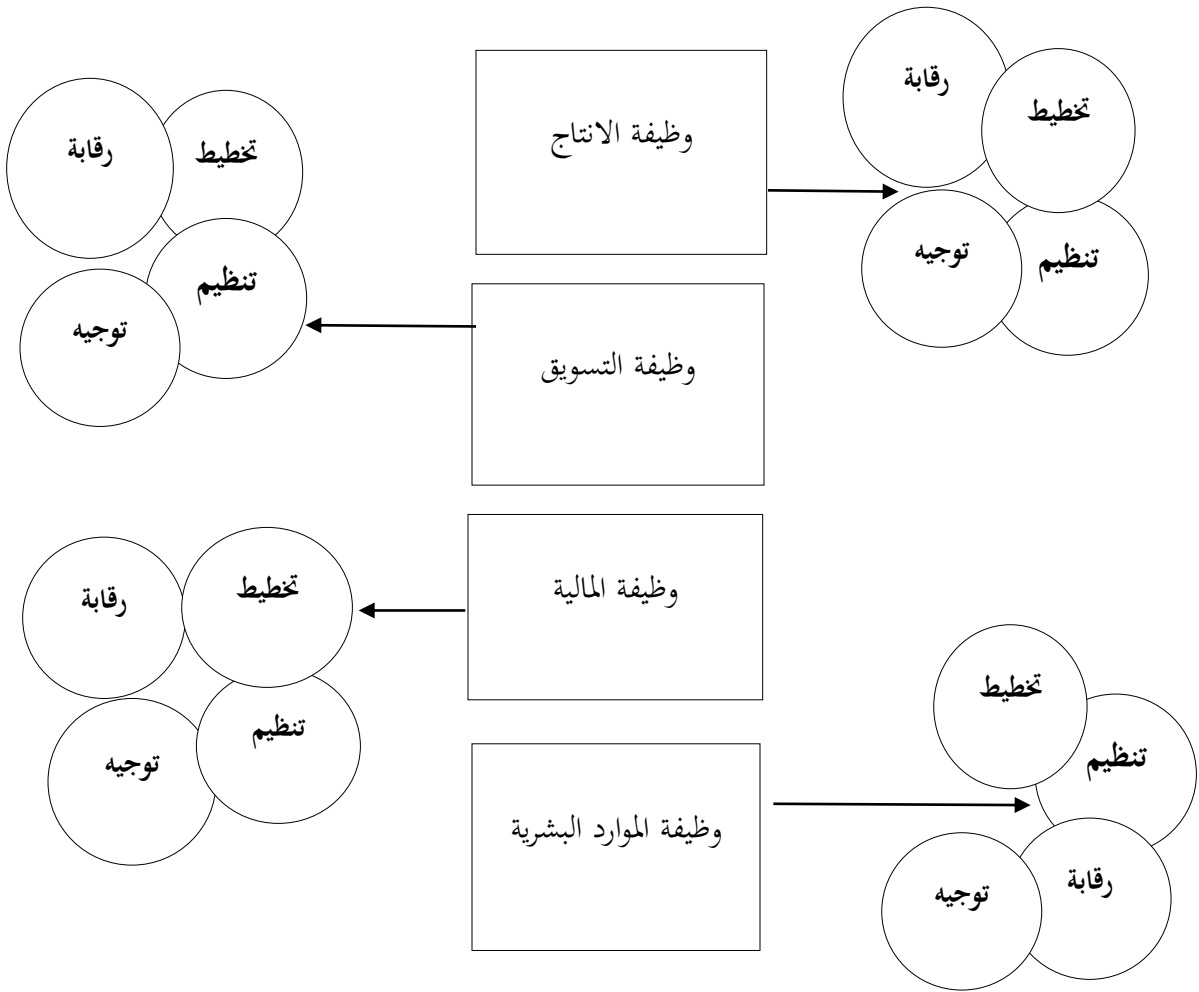 رقابة
تخطيط
وظيفة الانتاج
توجيه
تنظيم
رقابة
تخطيط
تنظيم
توجيه
وظيفة التسويق
وظيفة المالية
تخطيط
رقابة
تنظيم
توجيه
وظيفة الموارد البشرية
تخطيط
تنظيم
رقابة
توجيه